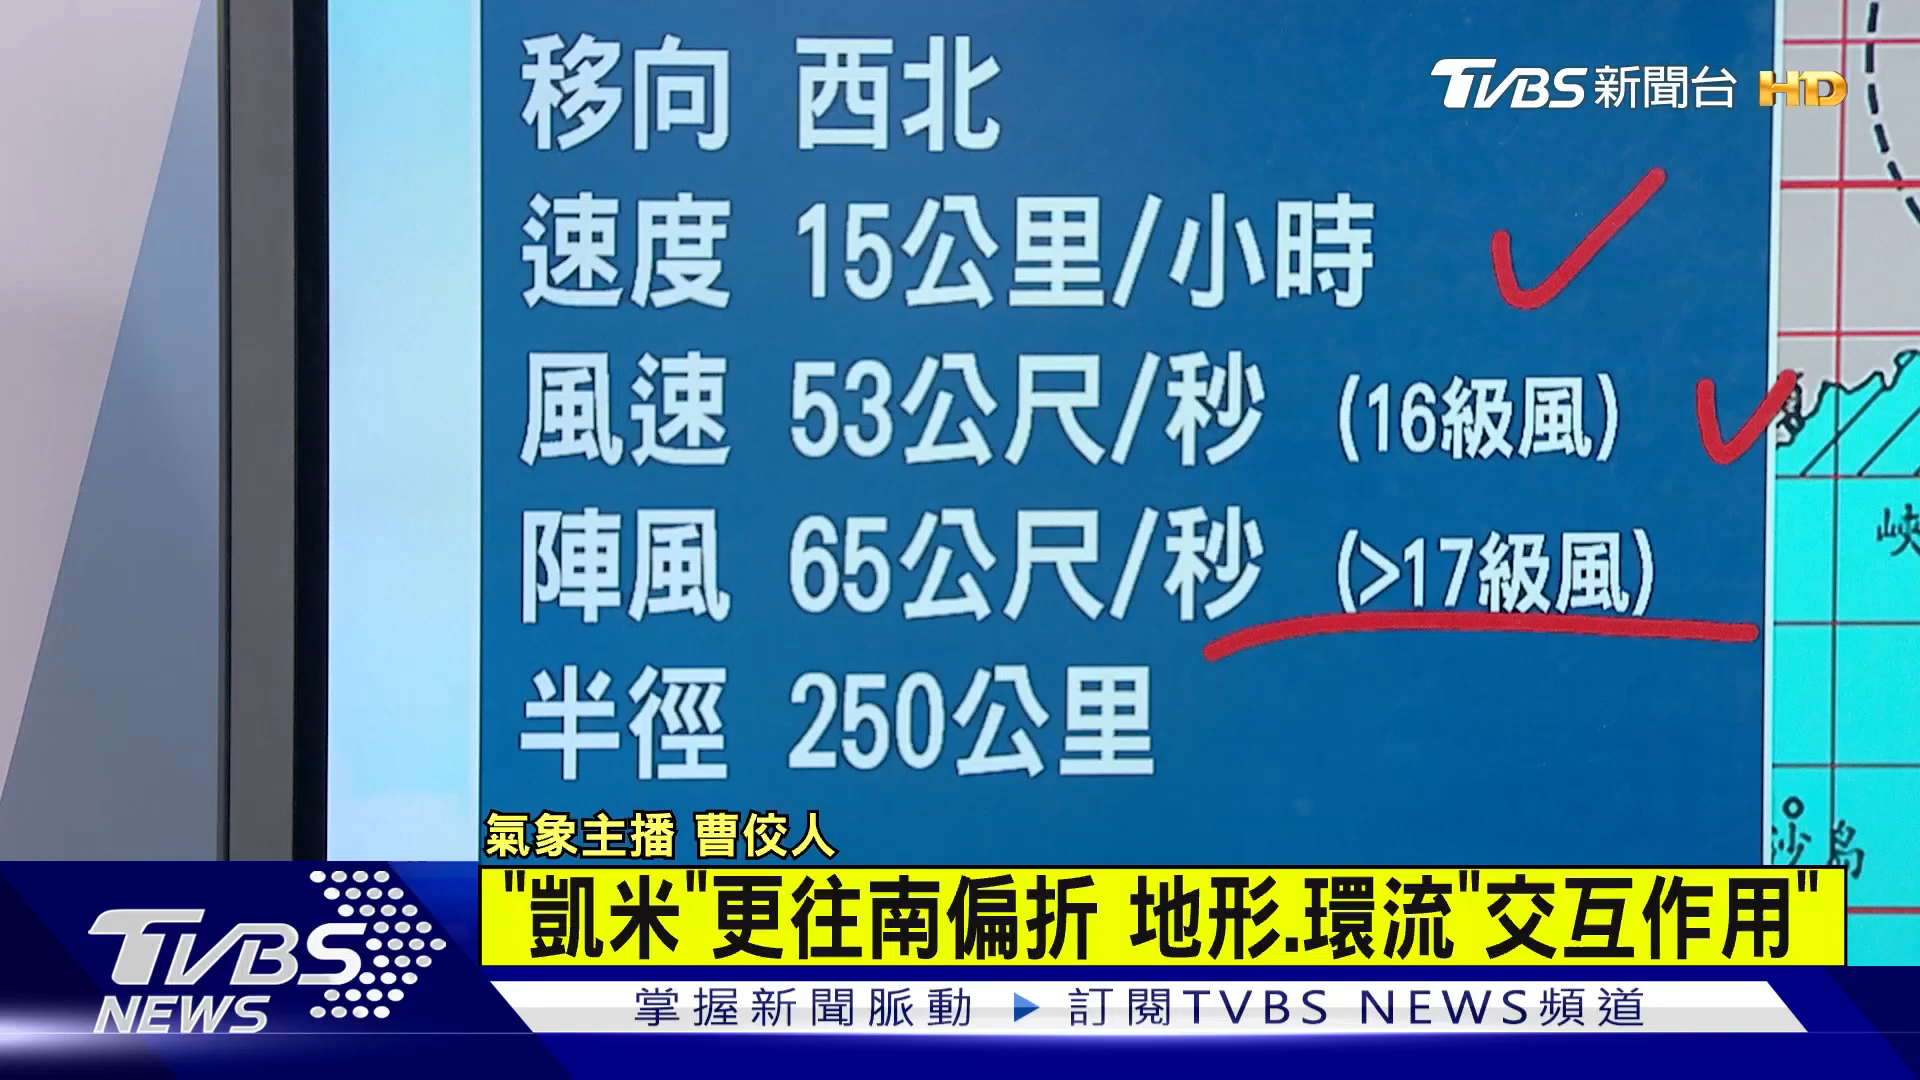 移向 西北
TVBS新聞台 HD
速度 15公里/小時
風速 53公尺/秒 (16級風)
陣風 65公尺/秒 (>17級風)
半徑 250公里
峽
沙島
氣象主播 曹佼人
"凱米"更往南偏折 地形.環流"交互作用"
TVBS NEWS
掌握新聞脈動 ▶ 訂閱TVBS NEWS頻道